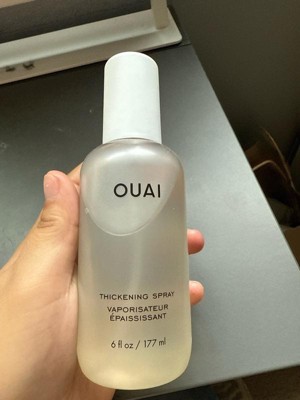 OUAI
THICKENING SPRAY
VAPORISATEUR
ÉPAISSISSANT
6 fl oz / 177 ml